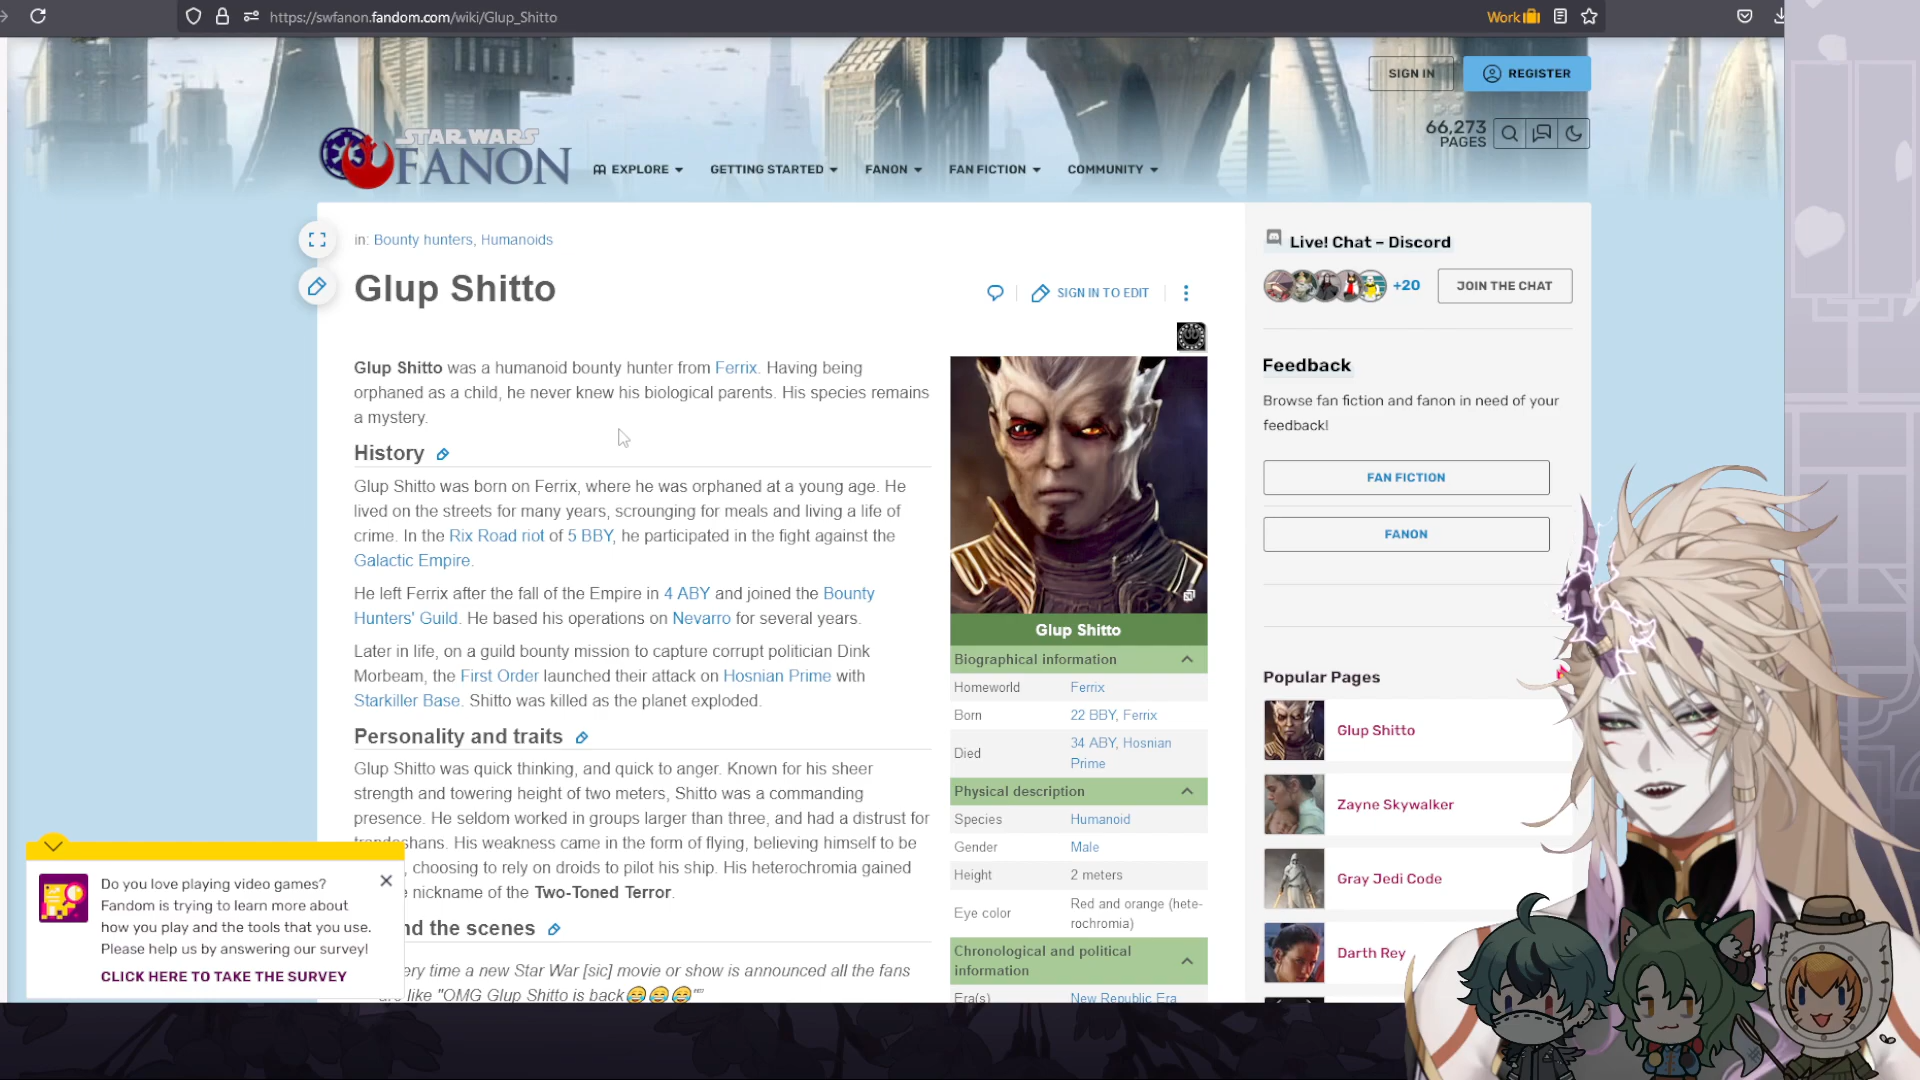 https://swfanon.fandom.com/wiki/Glup_Shitto
Work
SIGN IN
REGISTER
66,273
PAGES
STAR WARS
FANON
EXPLORE
GETTING STARTED
FANON
FAN FICTION
COMMUNITY
in: Bounty hunters, Humanoids
Glup Shitto
SIGN IN TO EDIT
Glup Shitto was a humanoid bounty hunter from Ferrix. Having being
orphaned as a child, he never knew his biological parents. His species remains
a mystery.
History
Glup Shitto was born on Ferrix, where he was orphaned at a young age. He
lived on the streets for many years, scrounging for meals and living a life of
crime. In the Rix Road riot of 5 BBY, he participated in the fight against the
Galactic Empire.
He left Ferrix after the fall of the Empire in 4 ABY and joined the Bounty
Hunters' Guild. He based his operations on Nevarro for several years.
Later in life, on a guild bounty mission to capture corrupt politician Dink
Morbeam, the First Order launched their attack on Hosnian Prime with
Starkiller Base. Shitto was killed as the planet exploded.
Personality and traits
Glup Shitto was quick thinking, and quick to anger. Known for his sheer
strength and towering height of two meters, Shitto was a commanding
presence. He seldom worked in groups larger than three, and had a distrust for
shans. His weakness came in the form of flying, believing himself to be
, choosing to rely on droids to pilot his ship. His heterochromia gained
nickname of the Two-Toned Terror.
nd the scenes
ery time a new Star War [sic] movie or show is announced all the fans
like "OMG Glup Shitto is back😂😂😂"
Glup Shitto
Biographical information
Homeworld Ferrix
Born 22 BBY, Ferrix
Died 34 ABY, Hosnian
Prime
Physical description
Species Humanoid
Gender Male
Height 2 meters
Eye color Red and orange (hete-
rochromia)
Chronological and political
information
Era(s) New Republic Era
Live! Chat – Discord
+20
JOIN THE CHAT
Feedback
Browse fan fiction and fanon in need of your
feedback!
FAN FICTION
FANON
Popular Pages
Glup Shitto
Zayne Skywalker
Gray Jedi Code
Darth Rey
Do you love playing video games?
Fandom is trying to learn more about
how you play and the tools that you use.
Please help us by answering our survey!
CLICK HERE TO TAKE THE SURVEY